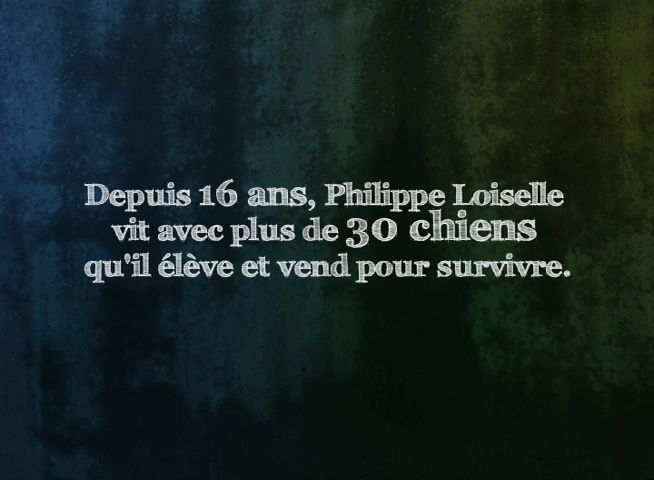 Depuis 16 ans, Philippe Loiselle
vit avec plus de 30 chiens
qu'il élève et vend pour survivre.